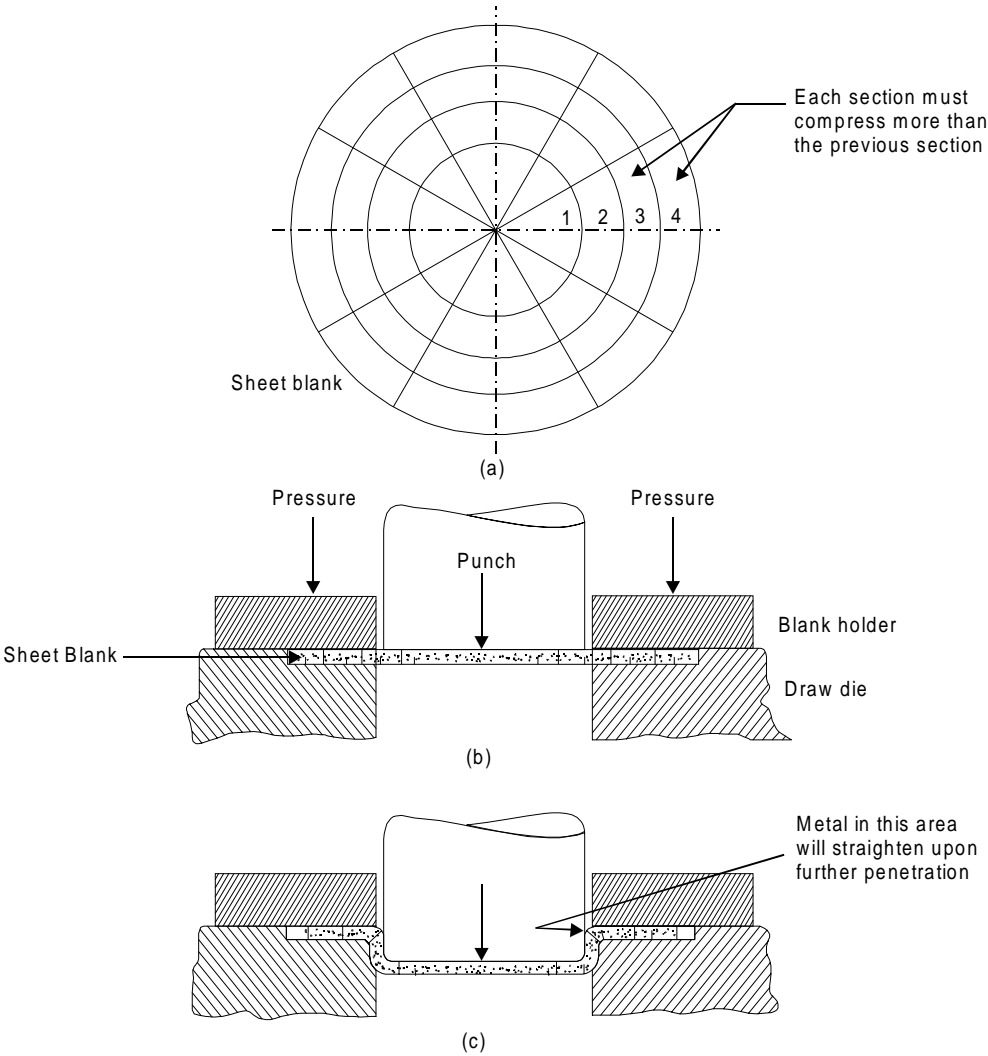 Each section must
compress more than
the previous section
1 2 3 4
Sheet blank
(a)
Pressure
Pressure
Punch
Blank holder
Sheet Blank
Draw die
(b)
Metal in this area
will straighten upon
further penetration
(c)